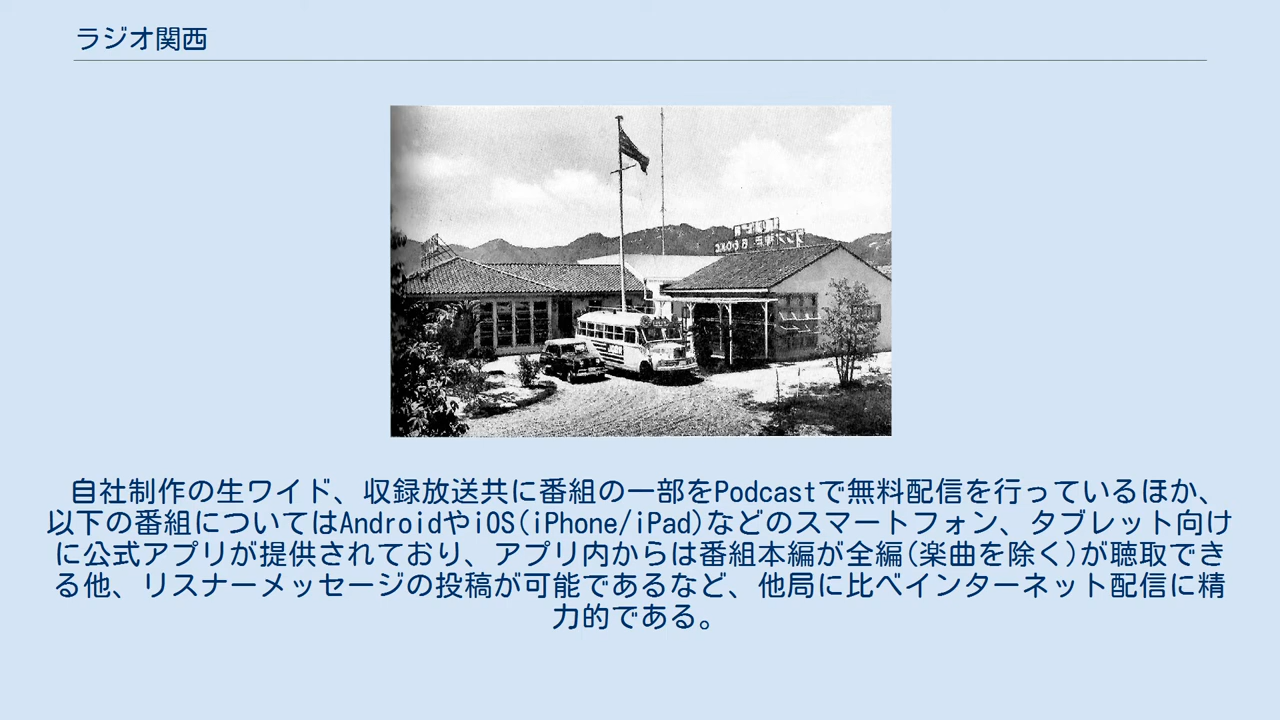 ラジオ関西
自社制作の生ワイド、収録放送共に番組の一部をPodcastで無料配信を行っているほか、
以下の番組についてはAndroidやiOS(iPhone/iPad)などのスマートフォン、タブレット向け
に公式アプリが提供されており、アプリ内からは番組本編が全編(楽曲を除く)が聴取でき
る他、リスナーメッセージの投稿が可能であるなど、他局に比べインターネット配信に精
力的である。